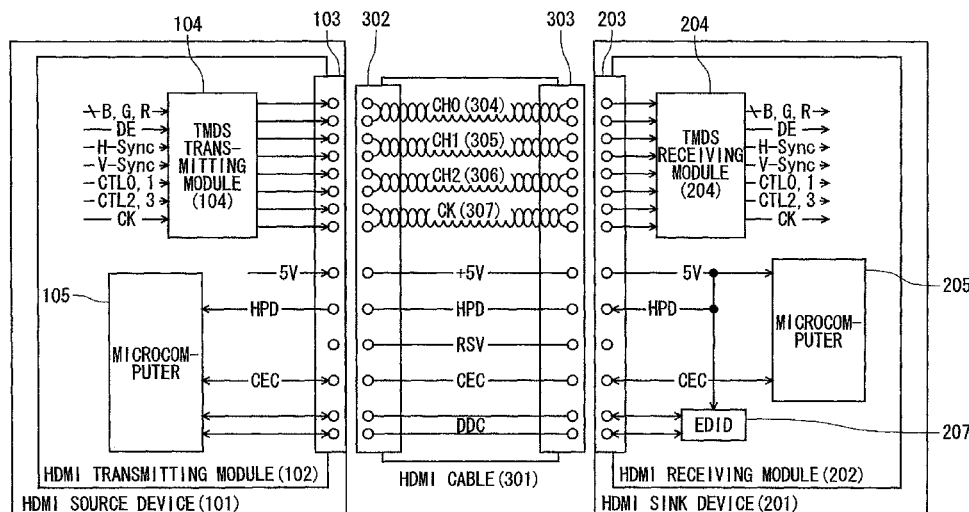 104
103
302
303
203
204
B, G, R
DE
H-Sync
V-Sync
CTL0, 1
CTL2, 3
CK
TMDS
TRANS-
MITTING
MODULE
(104)
CH0 (304)
CH1 (305)
CH2 (306)
CK (307)
TMDS
RECEIVING
MODULE
(204)
B, G, R
DE
H-Sync
V-Sync
CTL0, 1
CTL2, 3
CK
105
MICROCOM-
PUTER
5V
HPD
CEC
+5V
HPD
RSV
CEC
DDC
5V
HPD
CEC
MICROCOM-
PUTER
205
EDID
207
HDMI TRANSMITTING MODULE (102)
HDMI SOURCE DEVICE (101)
HDMI CABLE (301)
HDMI RECEIVING MODULE (202)
HDMI SINK DEVICE (201)